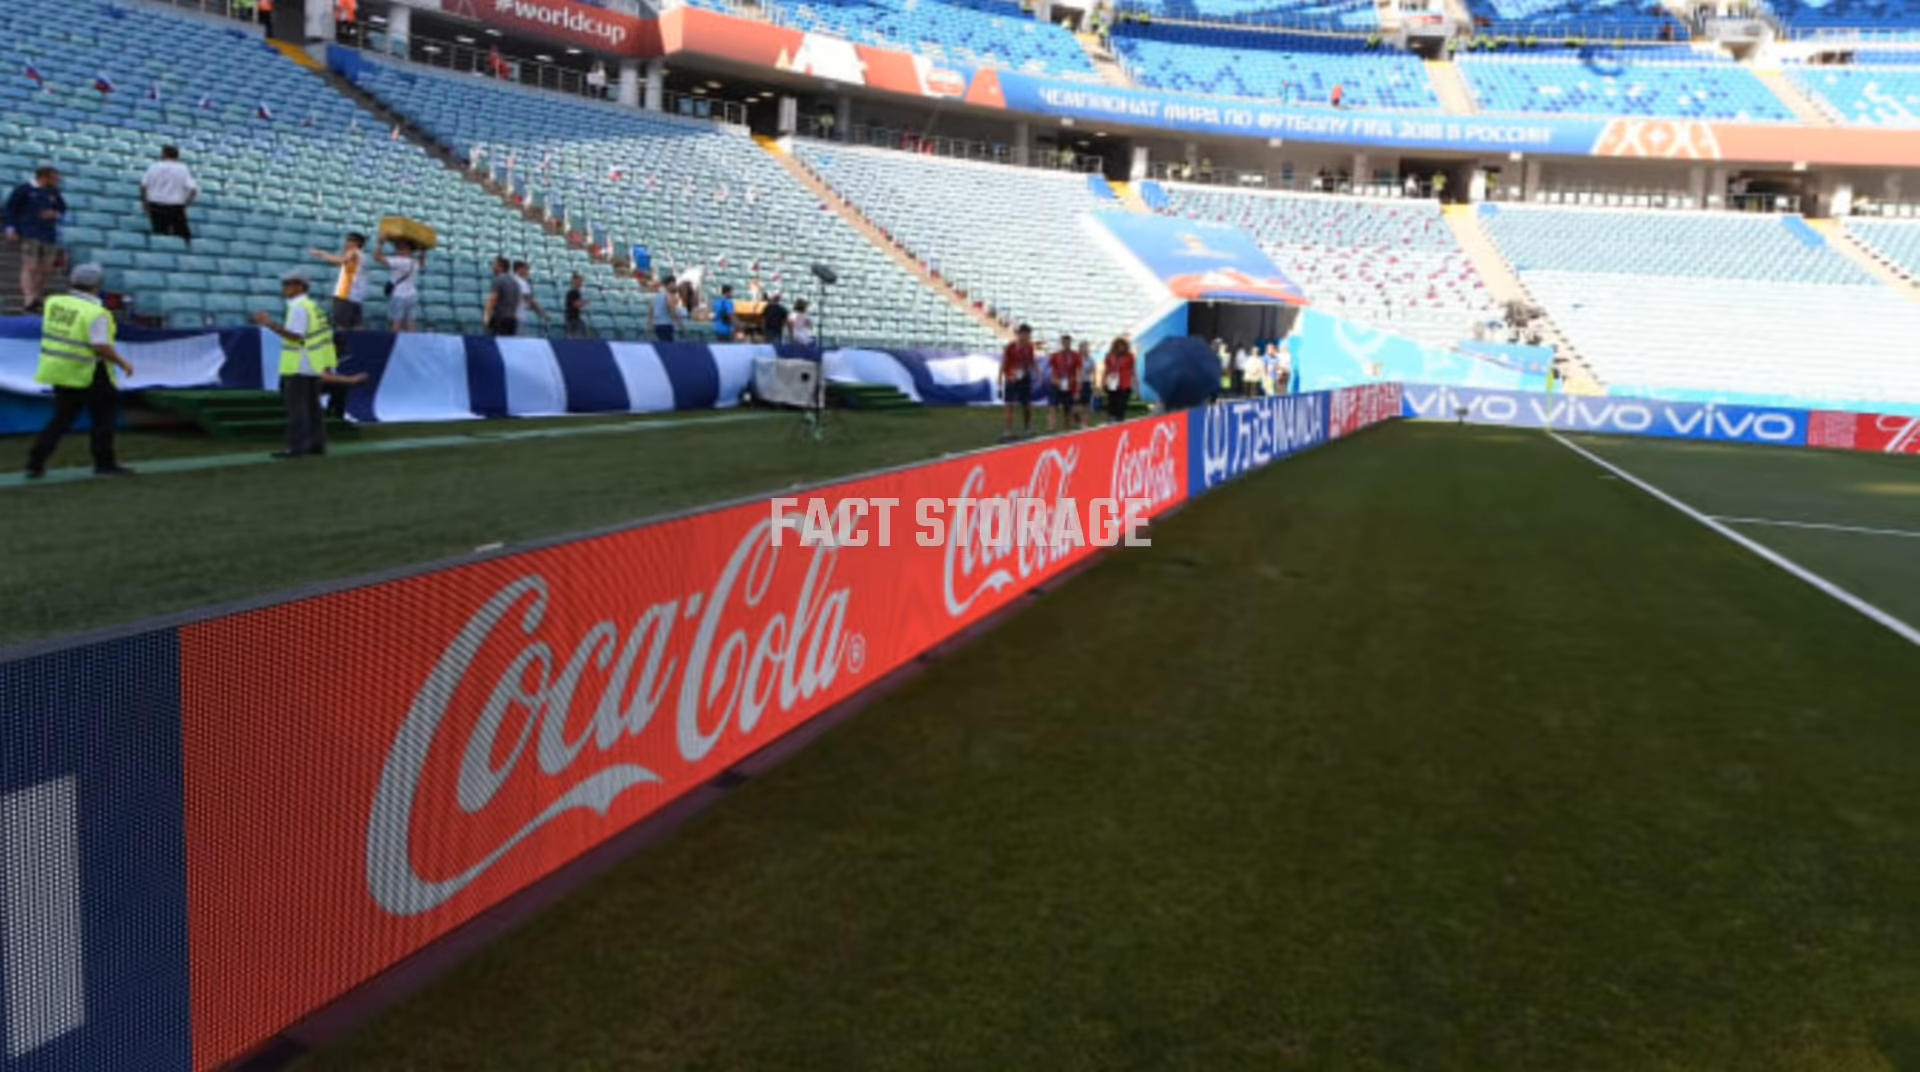 #worldcup
ЧЕМПИОНАТ МИРА ПО ФУТБОЛУ FIFA 2018 В РОССИИ
vivo vivo vivo
万达 WANDA
Coca-Cola
Coca-Cola
FACT STORAGE
Coca-Cola®